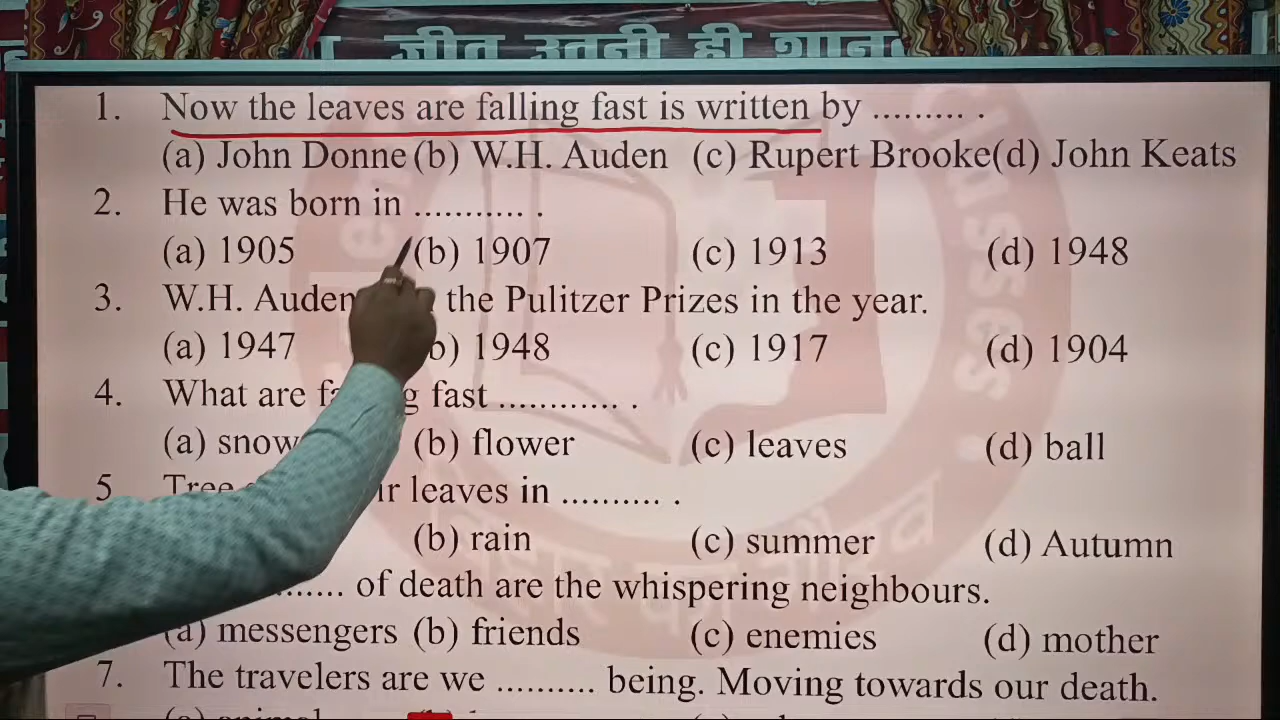 जीत उतनी ही शान
1. Now the leaves are falling fast is written by ......... .
(a) John Donne (b) W.H. Auden (c) Rupert Brooke (d) John Keats
2. He was born in ........... .
(a) 1905 (b) 1907 (c) 1913 (d) 1948
3. W.H. Auden the Pulitzer Prizes in the year.
(a) 1947 (b) 1948 (c) 1917 (d) 1904
4. What are fast ............ .
(a) snow (b) flower (c) leaves (d) ball
5 Tree leaves in .......... .
(b) rain (c) summer (d) Autumn
....... of death are the whispering neighbours.
(a) messengers (b) friends (c) enemies (d) mother
7. The travelers are we .......... being. Moving towards our death.